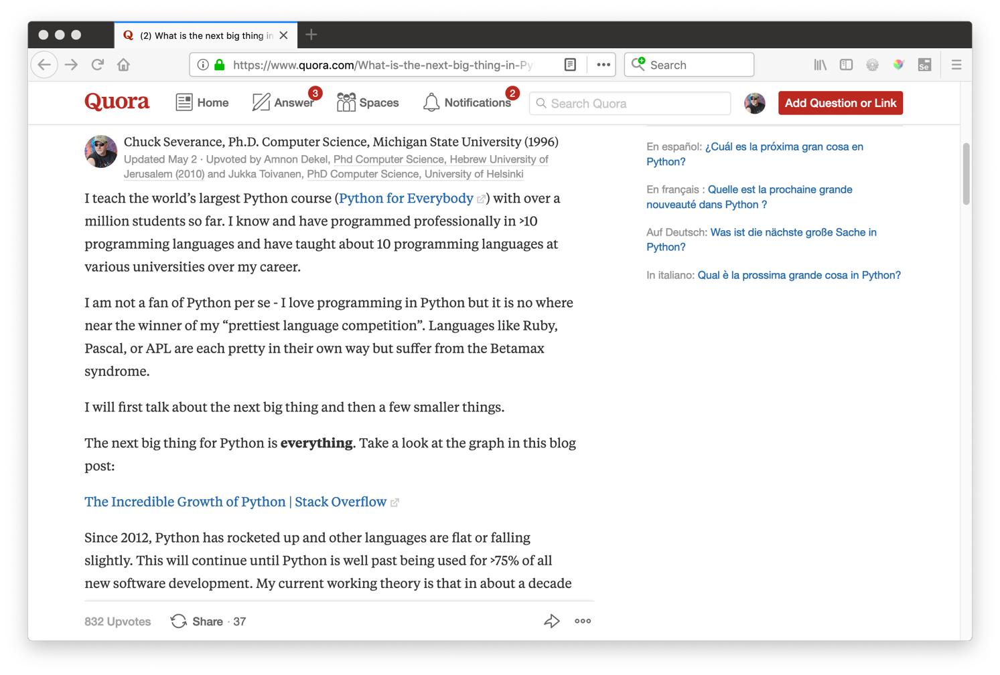 Q (2) What is the next big thing in
https://www.quora.com/What-is-the-next-big-thing-in-Py
Search
Se
Quora
Home
Answer 3
Spaces
Notifications 2
Search Quora
Add Question or Link
Chuck Severance, Ph.D. Computer Science, Michigan State University (1996)
Updated May 2 · Upvoted by Amnon Dekel, Phd Computer Science, Hebrew University of
Jerusalem (2010) and Jukka Toivanen, PhD Computer Science, University of Helsinki
I teach the world’s largest Python course (Python for Everybody) with over a
million students so far. I know and have programmed professionally in >10
programming languages and have taught about 10 programming languages at
various universities over my career.
I am not a fan of Python per se - I love programming in Python but it is no where
near the winner of my “prettiest language competition”. Languages like Ruby,
Pascal, or APL are each pretty in their own way but suffer from the Betamax
syndrome.
I will first talk about the next big thing and then a few smaller things.
The next big thing for Python is everything. Take a look at the graph in this blog
post:
The Incredible Growth of Python | Stack Overflow
Since 2012, Python has rocketed up and other languages are flat or falling
slightly. This will continue until Python is well past being used for >75% of all
new software development. My current working theory is that in about a decade
832 Upvotes
Share · 37
En español: ¿Cuál es la próxima gran cosa en
Python?
En français : Quelle est la prochaine grande
nouveauté dans Python ?
Auf Deutsch: Was ist die nächste große Sache in
Python?
In italiano: Qual è la prossima grande cosa in Python?